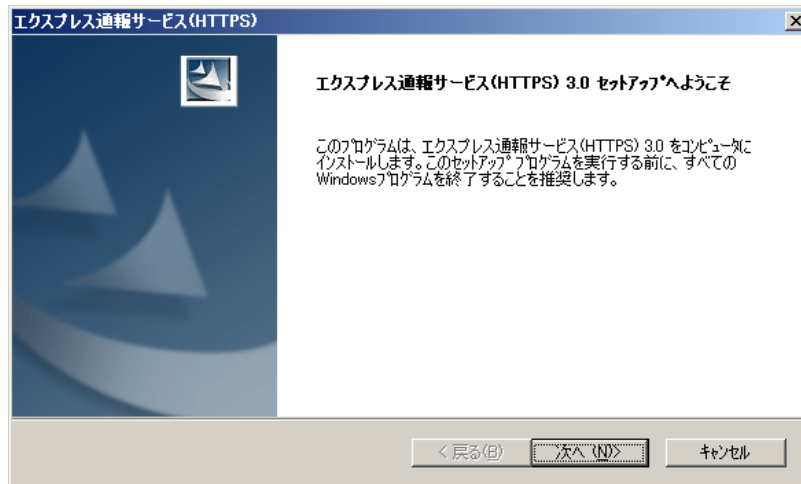 エクスプレス通報サービス(HTTPS)
エクスプレス通報サービス(HTTPS) 3.0 ｾｯﾄｱｯﾌﾟへようこそ
このﾌﾟﾛｸﾞﾗﾑは、エクスプレス通報サービス(HTTPS) 3.0 をｺﾝﾋﾟｭｰﾀに
ｲﾝｽﾄｰﾙします。このｾｯﾄｱｯﾌﾟ ﾌﾟﾛｸﾞﾗﾑを実行する前に、すべての
Windowsﾌﾟﾛｸﾞﾗﾑを終了することを推奨します。
< 戻る(B) 次へ (N)> ｷｬﾝｾﾙ